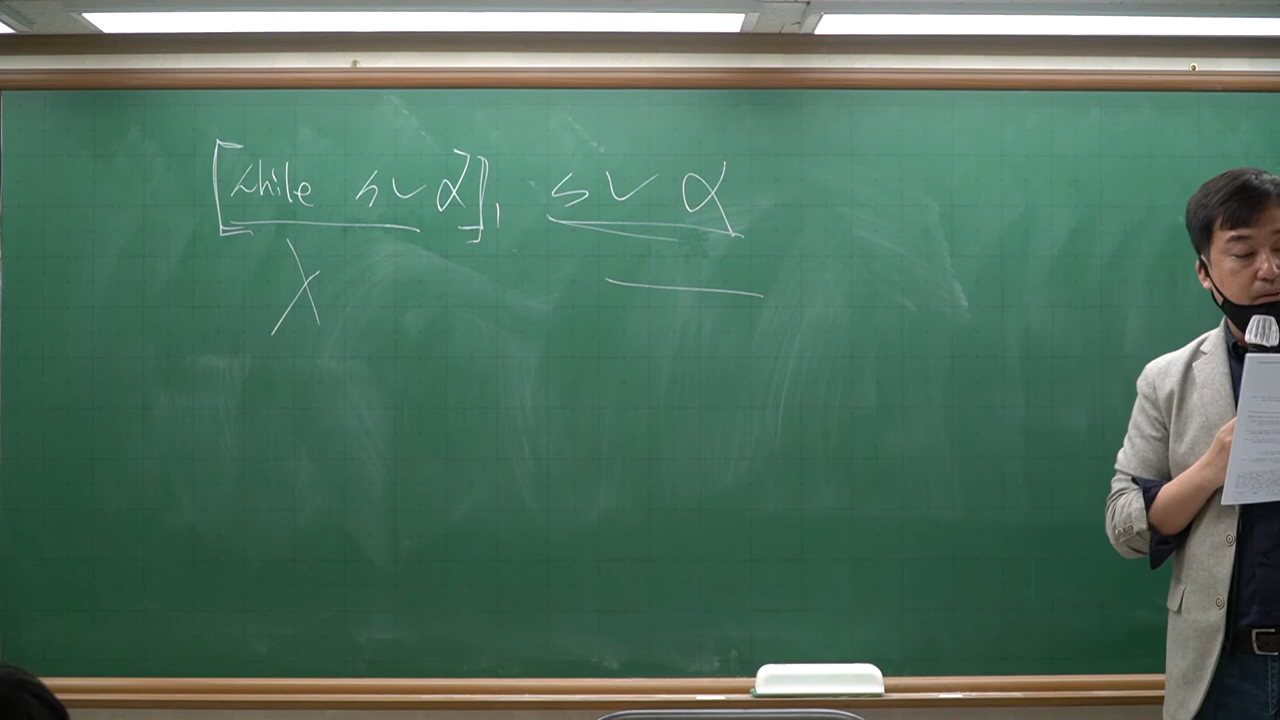 [while s v α], s v α
X